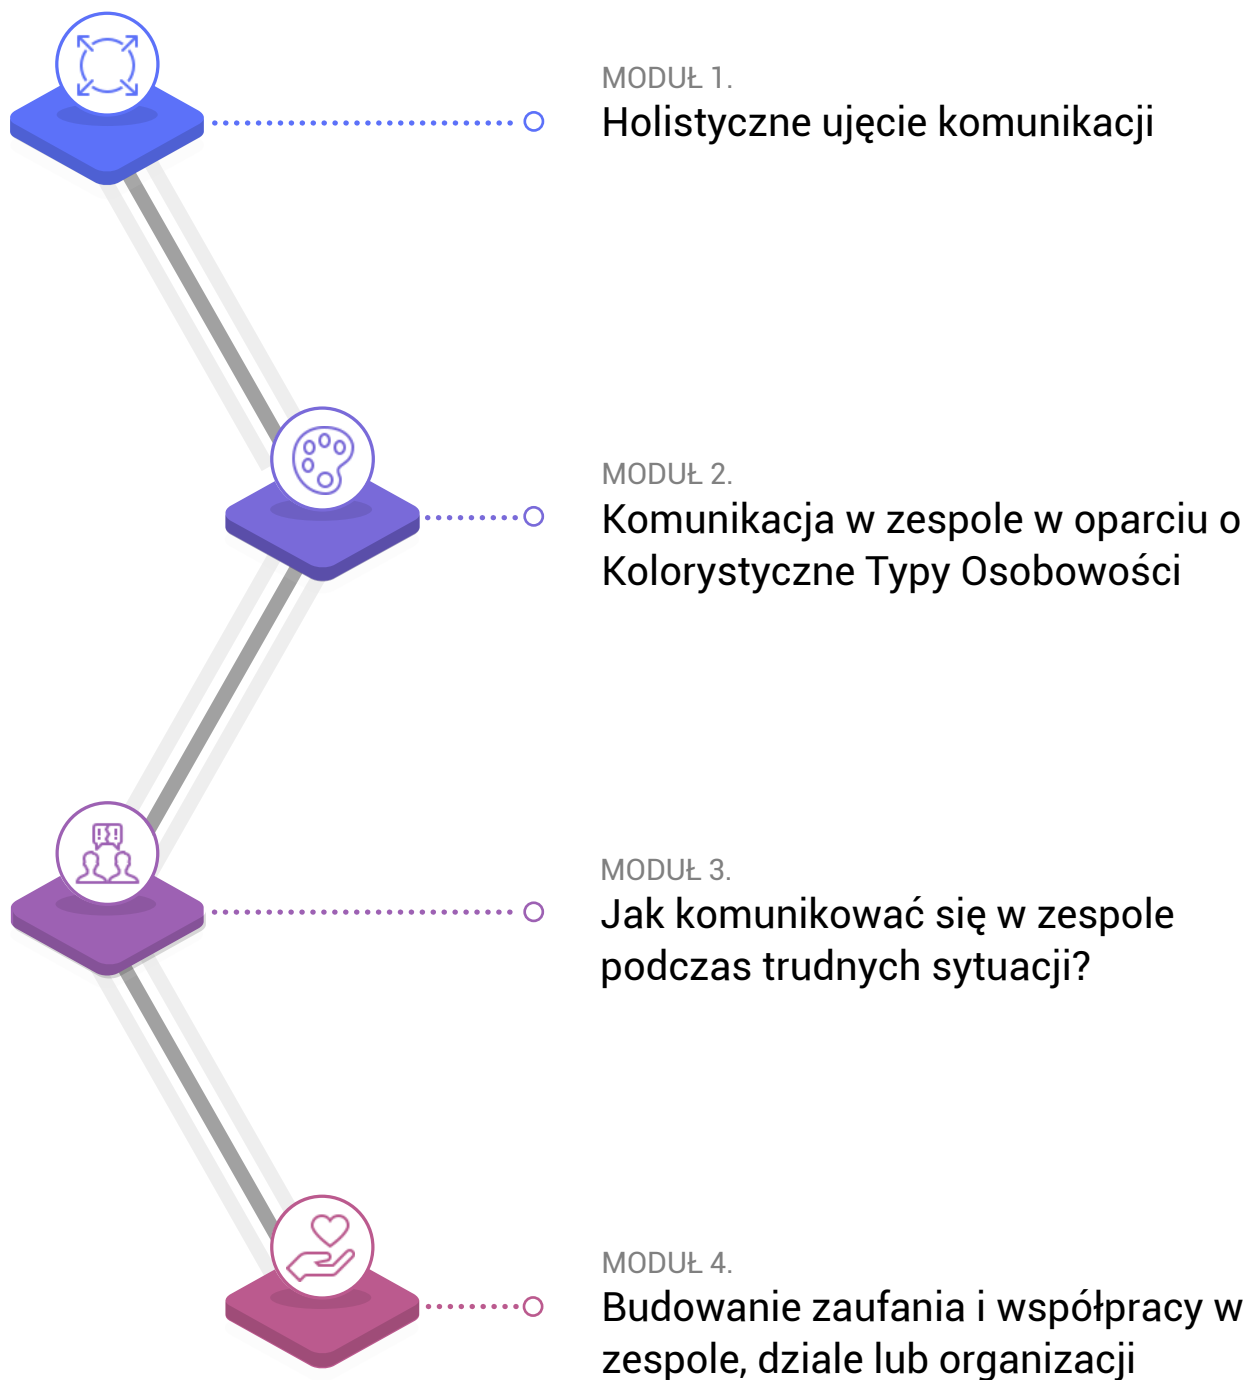 MODUŁ 1.
Holistyczne ujęcie komunikacji
MODUŁ 2.
Komunikacja w zespole w oparciu o
Kolorystyczne Typy Osobowości
MODUŁ 3.
Jak komunikować się w zespole
podczas trudnych sytuacji?
MODUŁ 4.
Budowanie zaufania i współpracy w
zespole, dziale lub organizacji